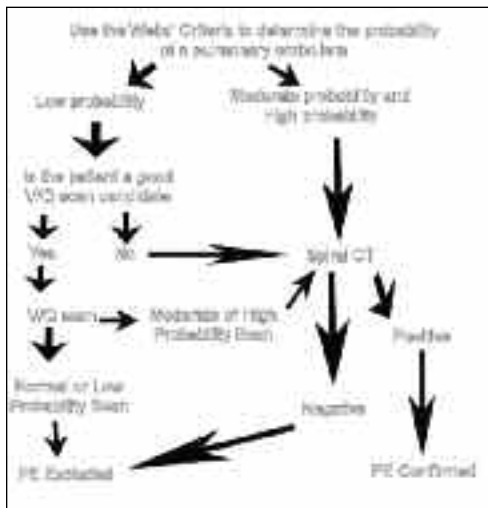 Use the Wells' Criteria to determine the probability
of a pulmonary embolism
Low probability
Moderate probability and
High probability
Is the patient a good
V/Q scan candidate
Yes
No
Spiral CT
V/Q scan
Moderate or High
Probability Scan
Positive
Normal or Low
Probability Scan
Negative
PE Excluded
PE Confirmed